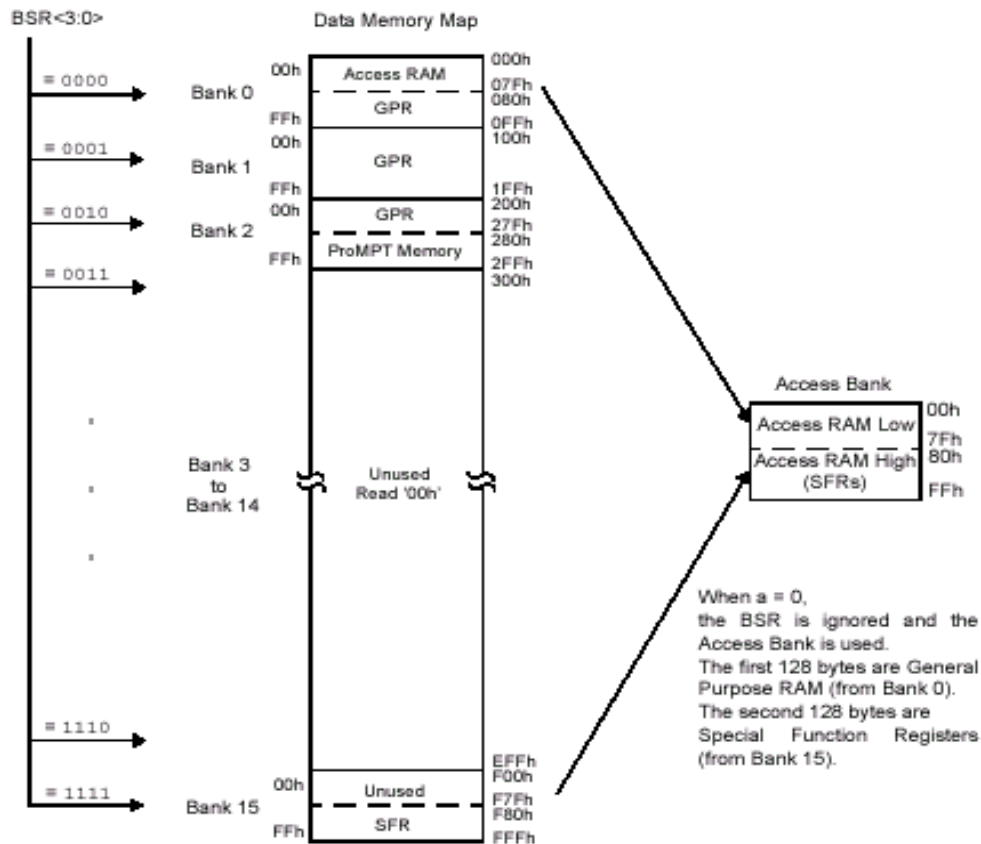 BSR<3:0>
Data Memory Map
= 0000
Bank 0
00h
Access RAM
000h
07Fh
080h
GPR
FFh
0FFh
= 0001
Bank 1
00h
GPR
100h
FFh
1FFh
= 0010
Bank 2
00h
GPR
200h
27Fh
280h
ProMPT Memory
FFh
2FFh
= 0011
300h
Bank 3
to
Bank 14
Unused
Read '00h'
= 1110
EFFh
= 1111
Bank 15
00h
Unused
F00h
F7Fh
F80h
SFR
FFh
FFFh
Access Bank
Access RAM Low
00h
7Fh
Access RAM High
(SFRs)
80h
FFh
When a = 0,
the BSR is ignored and the
Access Bank is used.
The first 128 bytes are General
Purpose RAM (from Bank 0).
The second 128 bytes are
Special Function Registers
(from Bank 15).